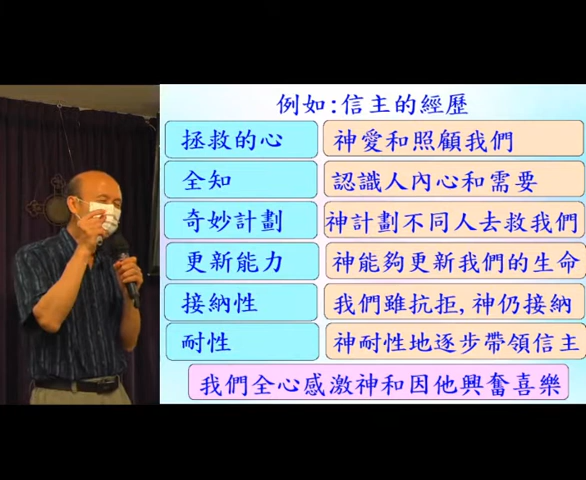 例如:信主的經歷
拯救的心 神愛和照顧我們
全知 認識人內心和需要
奇妙計劃 神計劃不同人去救我們
更新能力 神能夠更新我們的生命
接納性 我們雖抗拒,神仍接納
耐性 神耐性地逐步帶領信主
我們全心感激神和因他興奮喜樂